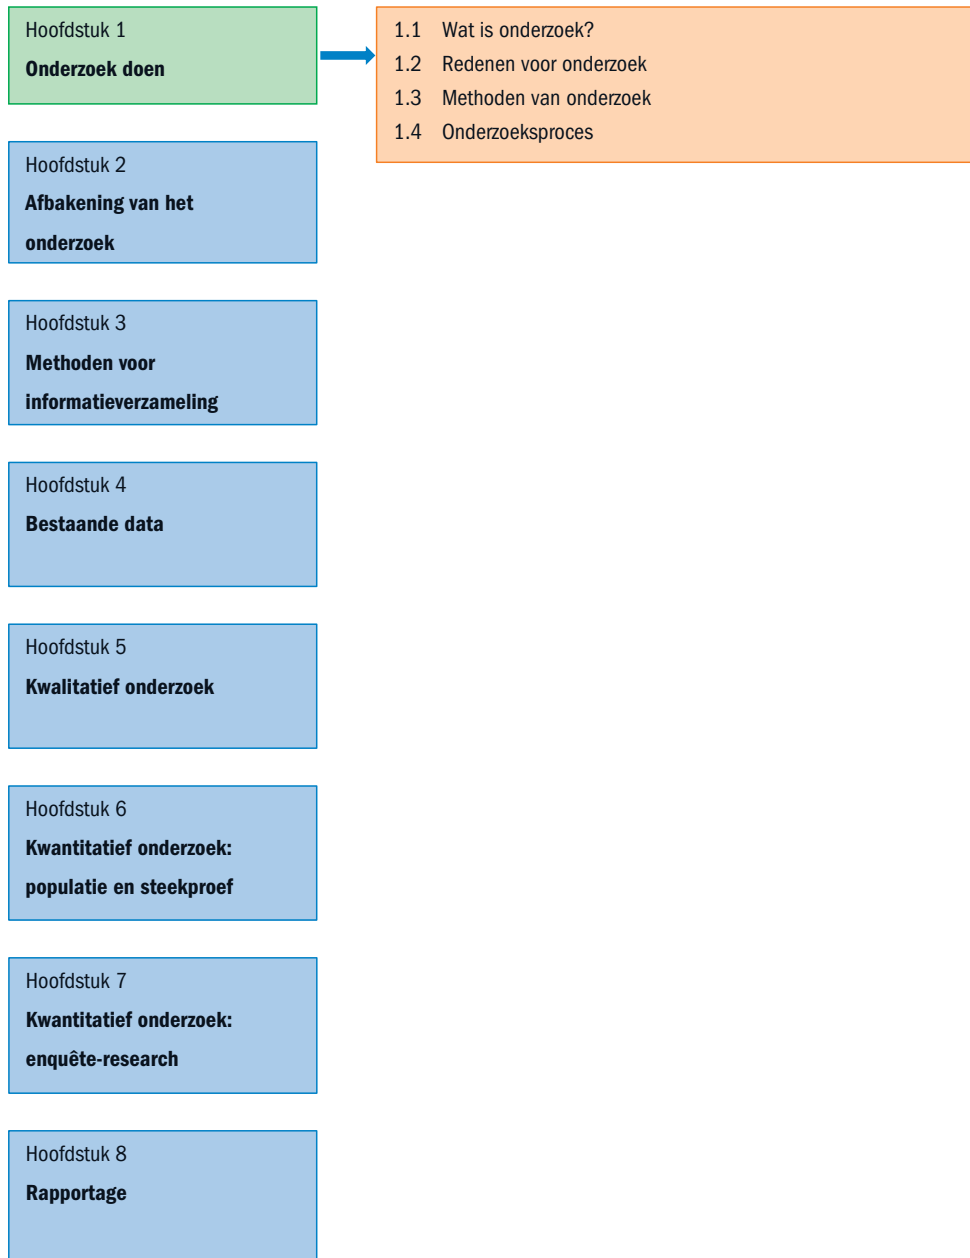 Hoofdstuk 1
Onderzoek doen
1.1 Wat is onderzoek?
1.2 Redenen voor onderzoek
1.3 Methoden van onderzoek
1.4 Onderzoeksproces
Hoofdstuk 2
Afbakening van het
onderzoek
Hoofdstuk 3
Methoden voor
informatieverzameling
Hoofdstuk 4
Bestaande data
Hoofdstuk 5
Kwalitatief onderzoek
Hoofdstuk 6
Kwantitatief onderzoek:
populatie en steekproef
Hoofdstuk 7
Kwantitatief onderzoek:
enquête-research
Hoofdstuk 8
Rapportage